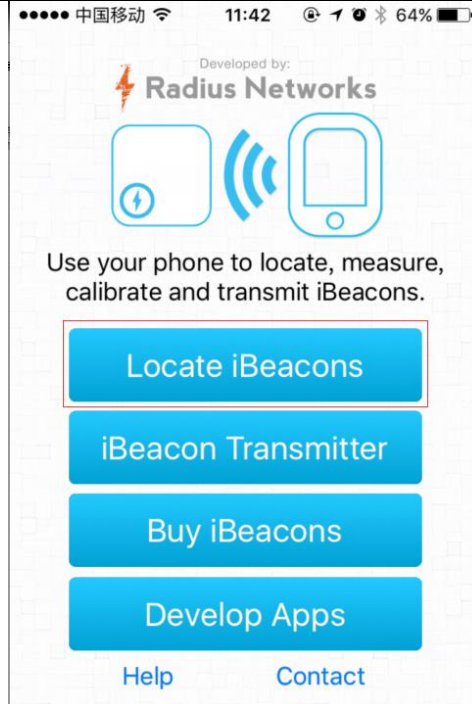 中国移动 11:42 64%
Developed by:
Radius Networks
Use your phone to locate, measure,
calibrate and transmit iBeacons.
Locate iBeacons
iBeacon Transmitter
Buy iBeacons
Develop Apps
Help Contact